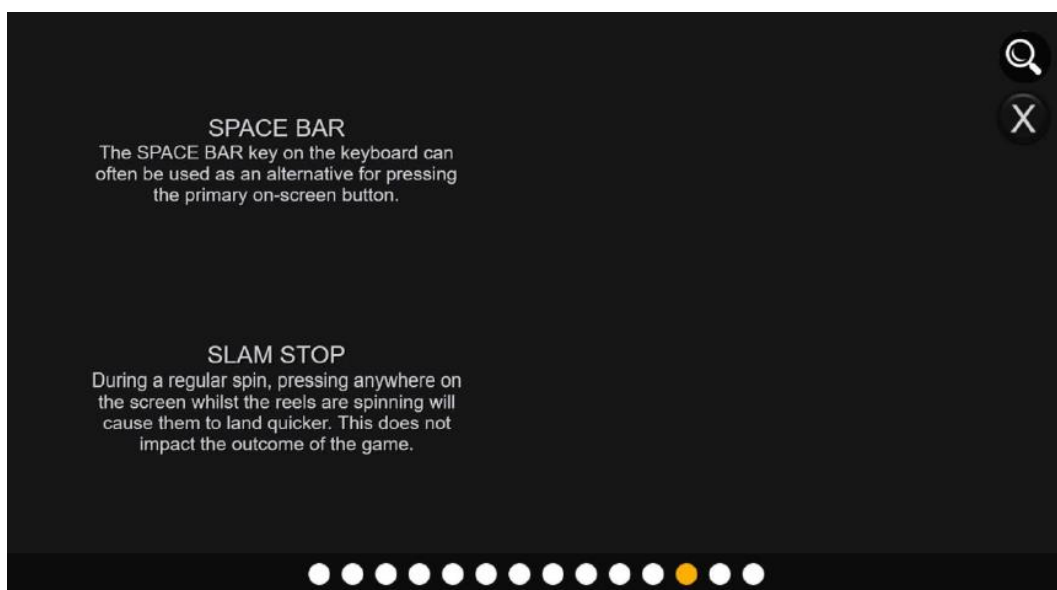 SPACE BAR
The SPACE BAR key on the keyboard can
often be used as an alternative for pressing
the primary on-screen button.
SLAM STOP
During a regular spin, pressing anywhere on
the screen whilst the reels are spinning will
cause them to land quicker. This does not
impact the outcome of the game.
X